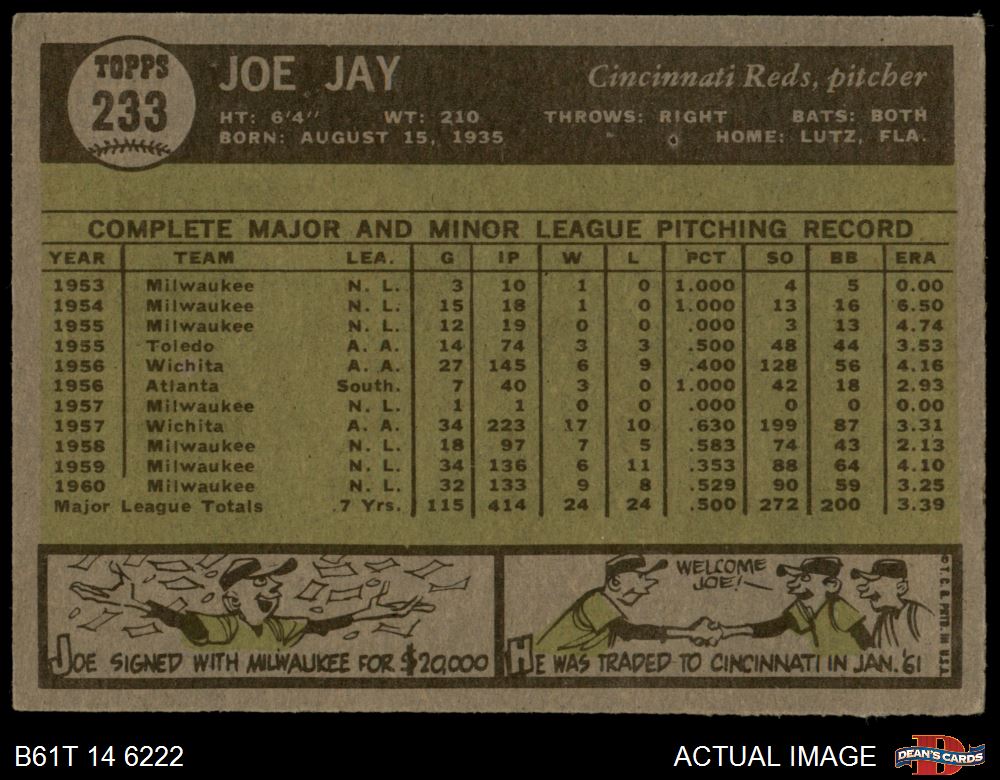 TOPPS
233
JOE JAY
Cincinnati Reds, pitcher
HT: 6'4" WT: 210 THROWS: RIGHT BATS: BOTH
BORN: AUGUST 15, 1935 HOME: LUTZ, FLA.
COMPLETE MAJOR AND MINOR LEAGUE PITCHING RECORD
YEAR TEAM LEA. G IP W L PCT SO BB ERA
1953 Milwaukee N. L. 3 10 1 0 1.000 4 5 0.00
1954 Milwaukee N. L. 15 18 1 0 1.000 13 16 6.50
1955 Milwaukee N. L. 12 19 0 0 .000 3 13 4.74
1955 Toledo A. A. 14 74 3 3 .500 48 44 3.53
1956 Wichita A. A. 27 145 6 9 .400 128 56 4.16
1956 Atlanta South. 7 40 3 0 1.000 42 18 2.93
1957 Milwaukee N. L. 1 1 0 0 .000 0 0 0.00
1957 Wichita A. A. 34 223 17 10 .630 199 87 3.31
1958 Milwaukee N. L. 18 97 7 5 .583 74 43 2.13
1959 Milwaukee N. L. 34 136 6 11 .353 88 64 4.10
1960 Milwaukee N. L. 32 133 9 8 .529 90 59 3.25
Major League Totals 7 Yrs. 115 414 24 24 .500 272 200 3.39
JOE SIGNED WITH MILWAUKEE FOR $20,000
WELCOME
JOE!
HE WAS TRADED TO CINCINNATI IN JAN. '61
© T. C. G. PRTD. IN U.S.A.
B61T 14 6222
ACTUAL IMAGE
D
DEAN'S CARDS